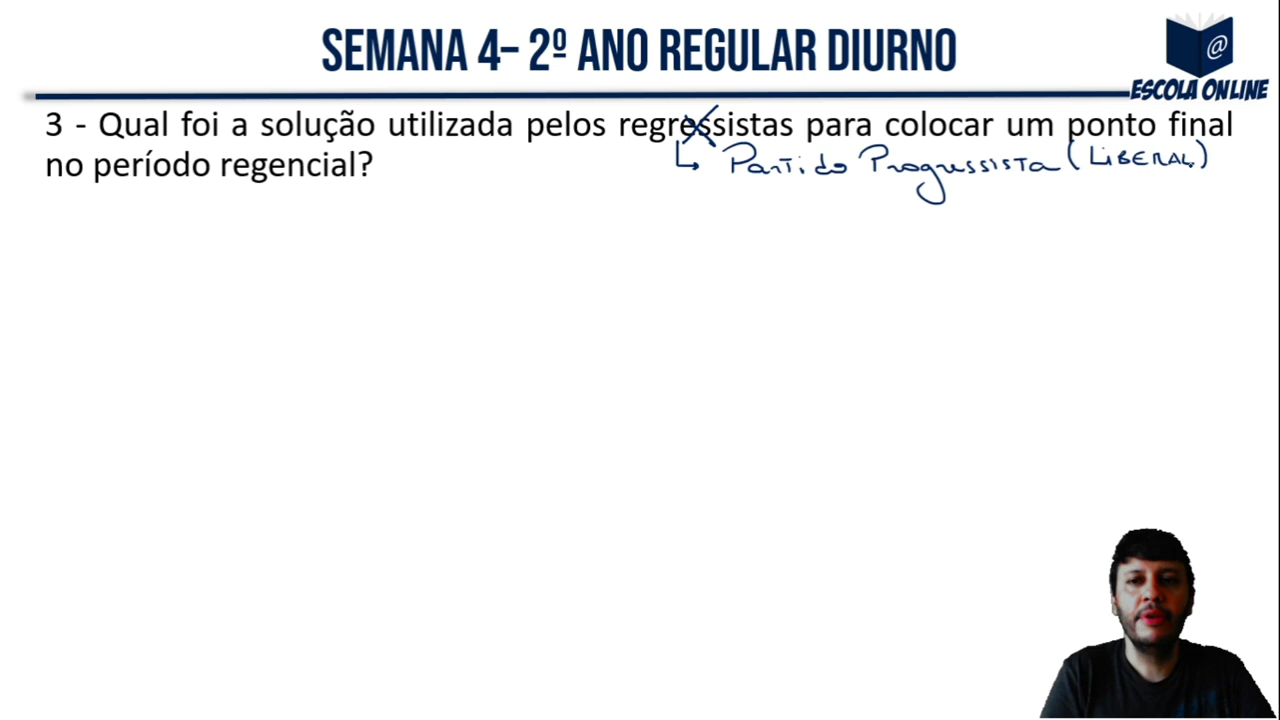 SEMANA 4– 2º ANO REGULAR DIURNO
@
ESCOLA ONLINE
3 - Qual foi a solução utilizada pelos regressistas para colocar um ponto final
no período regencial?
Partido Progressista (LIBERAL)